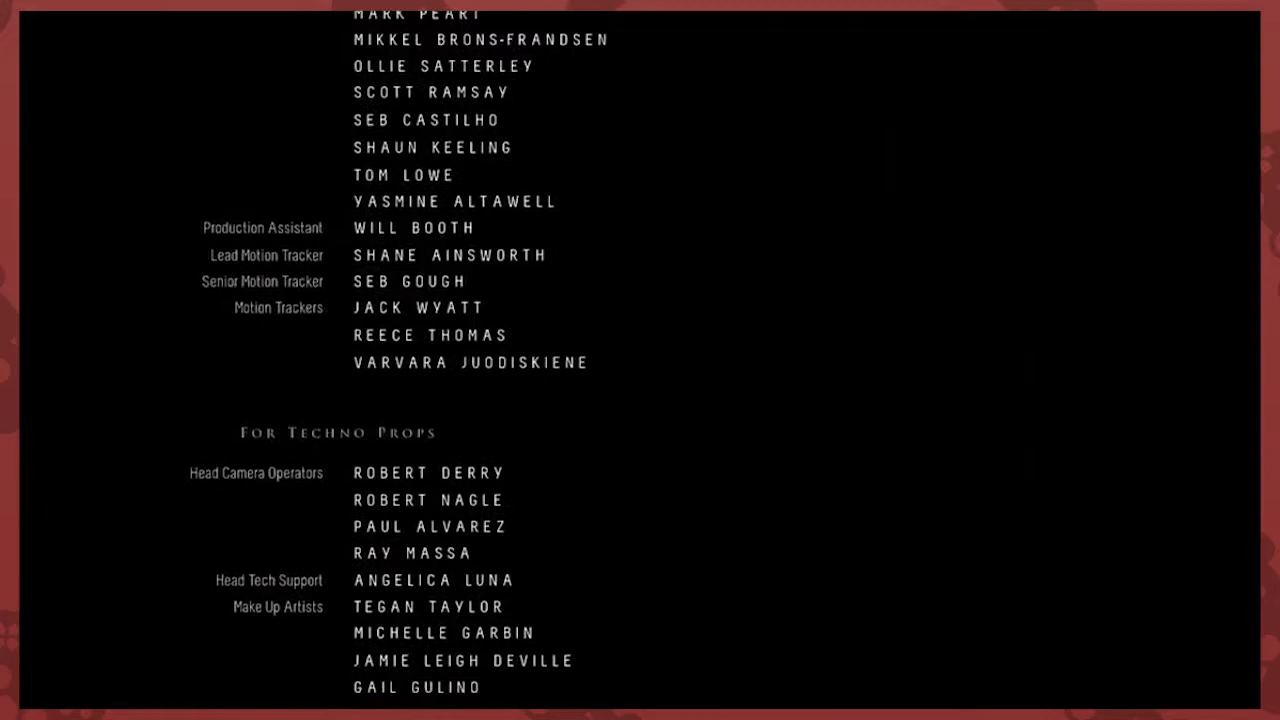 MARK PEART
MIKKEL BRONS-FRANDSEN
OLLIE SATTERLEY
SCOTT RAMSAY
SEB CASTILHO
SHAUN KEELING
TOM LOWE
YASMINE ALTAWELL
Production Assistant WILL BOOTH
Lead Motion Tracker SHANE AINSWORTH
Senior Motion Tracker SEB GOUGH
Motion Trackers JACK WYATT
REECE THOMAS
VARVARA JUODISKIENE
FOR TECHNO PROPS
Head Camera Operators ROBERT DERRY
ROBERT NAGLE
PAUL ALVAREZ
RAY MASSA
Head Tech Support ANGELICA LUNA
Make Up Artists TEGAN TAYLOR
MICHELLE GARBIN
JAMIE LEIGH DEVILLE
GAIL GULINO